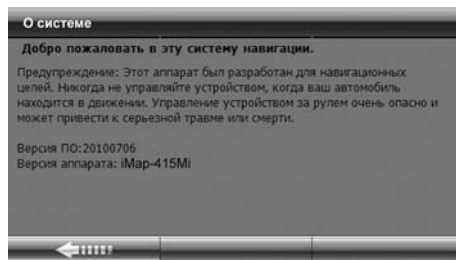 О системе
Добро пожаловать в эту систему навигации.
Предупреждение: Этот аппарат был разработан для навигационных
целей. Никогда не управляйте устройством, когда ваш автомобиль
находится в движении. Управление устройством за рулем очень опасно и
может привести к серьезной травме или смерти.
Версия ПО:20100706
Версия аппарата: iMap-415Mi